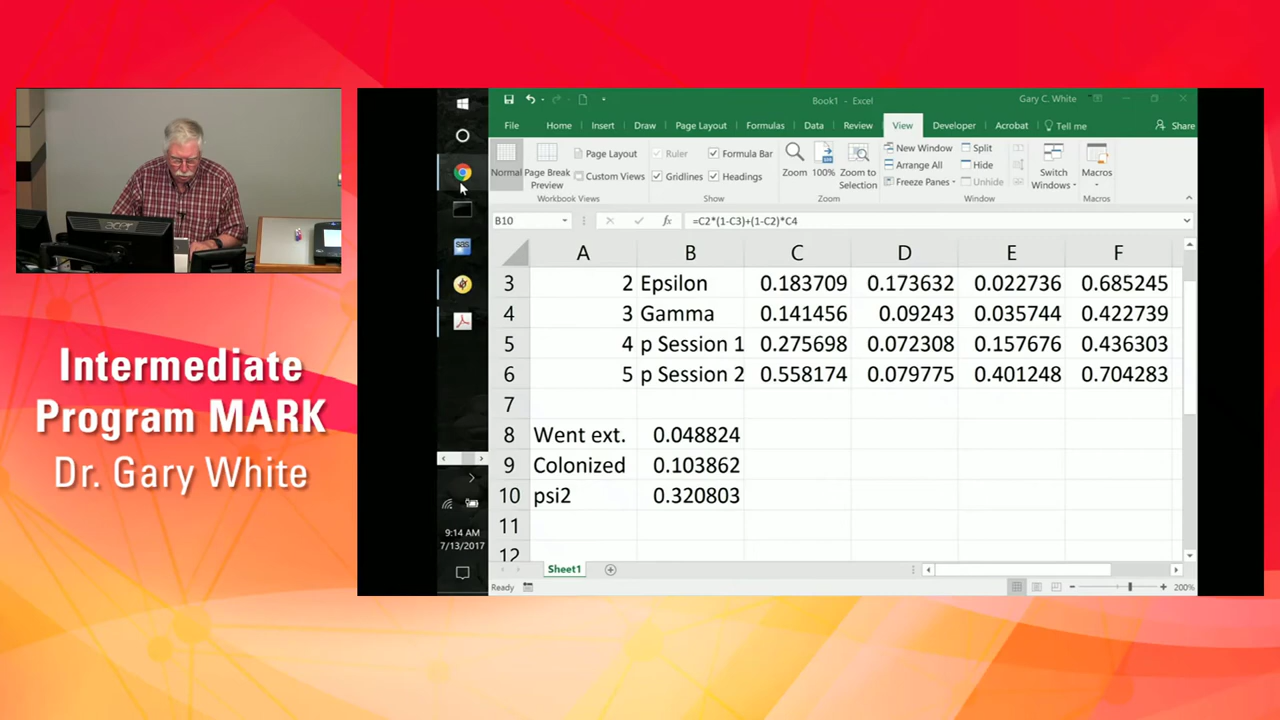 Intermediate
Program MARK
Dr. Gary White
Book1 - Excel
Gary C. White
File Home Insert Draw Page Layout Formulas Data Review View Developer Acrobat Tell me Share
Normal
Page Break
Preview
Page Layout
Custom Views
Workbook Views
Ruler
Formula Bar
Gridlines
Headings
Show
Zoom
100%
Zoom to
Selection
Zoom
New Window
Arrange All
Freeze Panes
Split
Hide
Unhide
Switch
Windows
Window
Macros
Macros
B10
fx
=C2*(1-C3)+(1-C2)*C4
A B C D E F
3 2 Epsilon 0.183709 0.173632 0.022736 0.685245
4 3 Gamma 0.141456 0.09243 0.035744 0.422739
5 4 p Session 1 0.275698 0.072308 0.157676 0.436303
6 5 p Session 2 0.558174 0.079775 0.401248 0.704283
7
8 Went ext. 0.048824
9 Colonized 0.103862
10 psi2 0.320803
11
12
Sheet1
Ready
200%
sas
acer
9:14 AM
7/13/2017